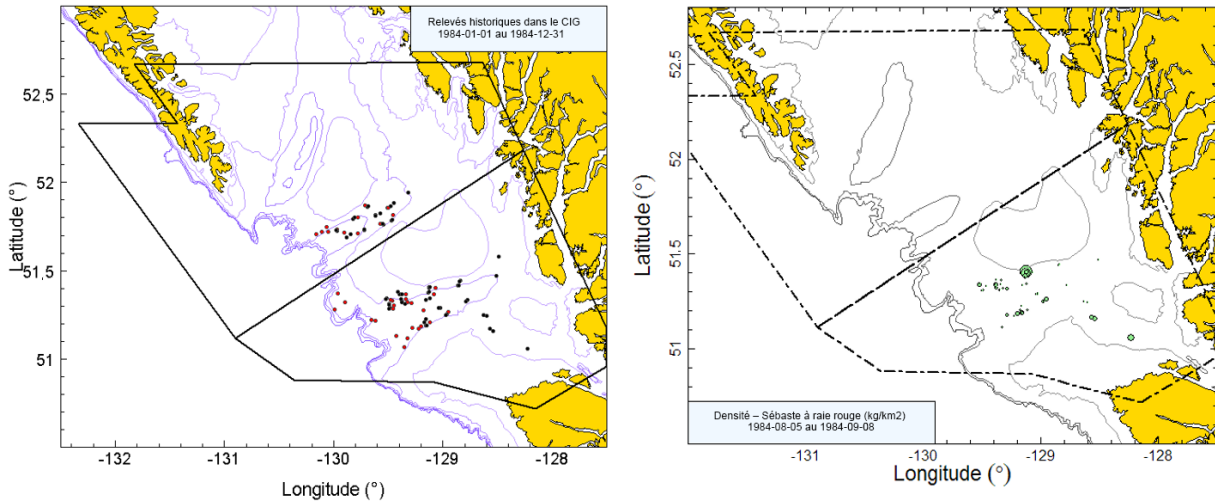 Relevés historiques dans le CIG
1984-01-01 au 1984-12-31
52,5
52
51,5
51
Latitude (°)
-132
-131
-130
-129
-128
Longitude (°)
52,5
52
51,5
51
Latitude (°)
Densité – Sébaste à raie rouge (kg/km2)
1984-08-05 au 1984-09-08
-131
-130
-129
-128
Longitude (°)